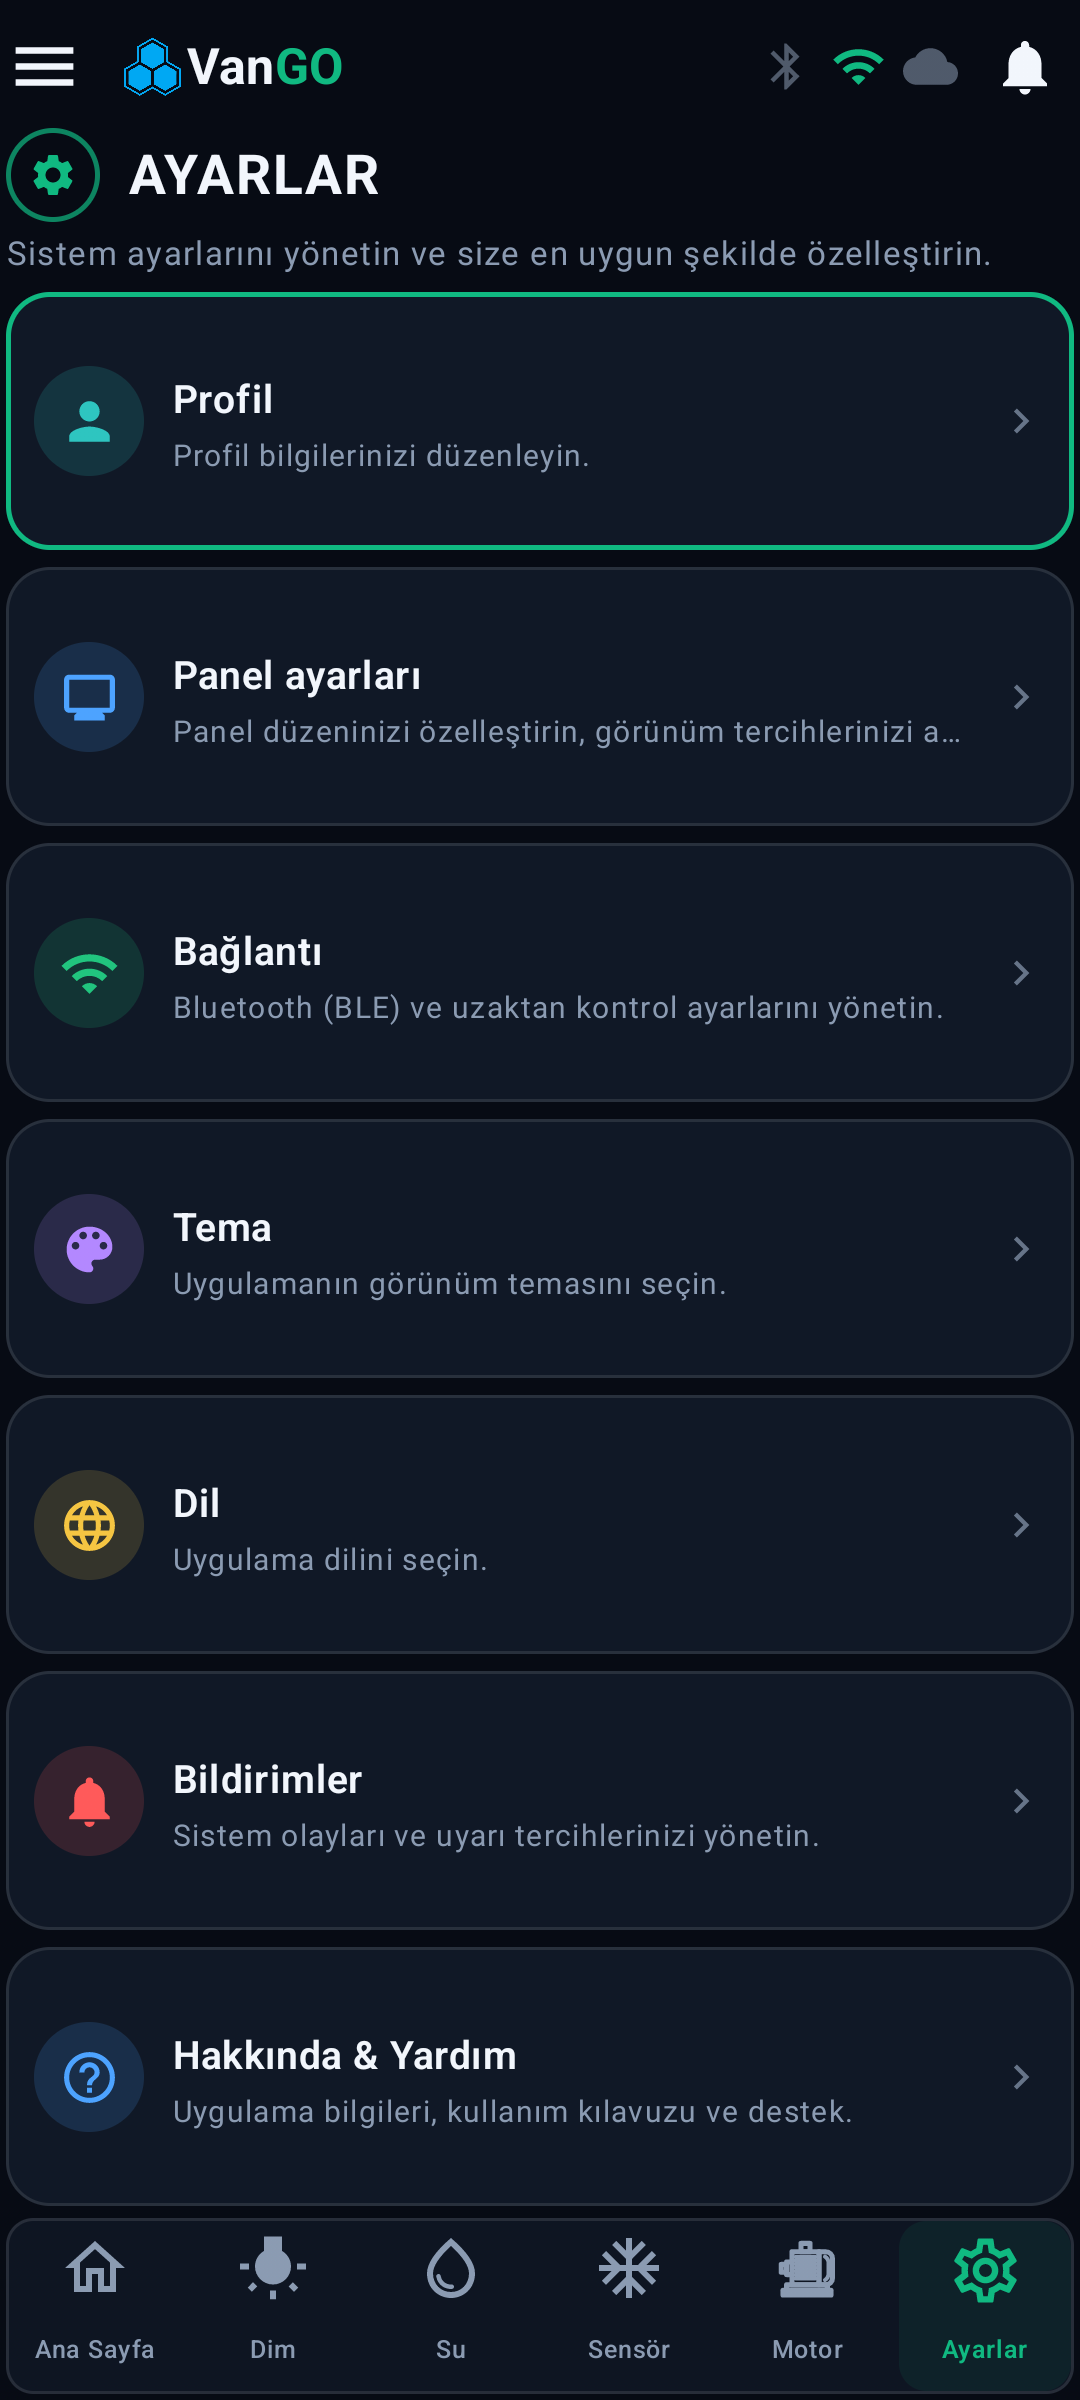 VanGO
AYARLAR
Sistem ayarlarını yönetin ve size en uygun şekilde özelleştirin.
Profil
Profil bilgilerinizi düzenleyin.
Panel ayarları
Panel düzeninizi özelleştirin, görünüm tercihlerinizi a…
Bağlantı
Bluetooth (BLE) ve uzaktan kontrol ayarlarını yönetin.
Tema
Uygulamanın görünüm temasını seçin.
Dil
Uygulama dilini seçin.
Bildirimler
Sistem olayları ve uyarı tercihlerinizi yönetin.
Hakkında & Yardım
Uygulama bilgileri, kullanım kılavuzu ve destek.
Ana Sayfa
Dim
Su
Sensör
Motor
Ayarlar